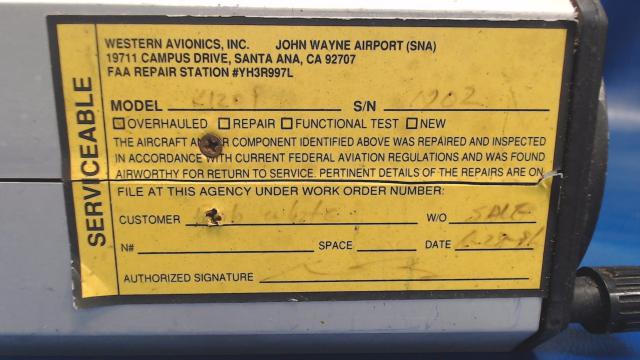 SERVICEABLE
WESTERN AVIONICS, INC. JOHN WAYNE AIRPORT (SNA)
19711 CAMPUS DRIVE, SANTA ANA, CA 92707
FAA REPAIR STATION #YH3R997L
MODEL S/N 1002
OVERHAULED REPAIR FUNCTIONAL TEST NEW
THE AIRCRAFT COMPONENT IDENTIFIED ABOVE WAS REPAIRED AND INSPECTED
IN ACCORDANCE WITH CURRENT FEDERAL AVIATION REGULATIONS AND WAS FOUND
AIRWORTHY FOR RETURN TO SERVICE. PERTINENT DETAILS OF THE REPAIRS ARE ON
FILE AT THIS AGENCY UNDER WORK ORDER NUMBER:
CUSTOMER W/O SALE
N# SPACE DATE
AUTHORIZED SIGNATURE